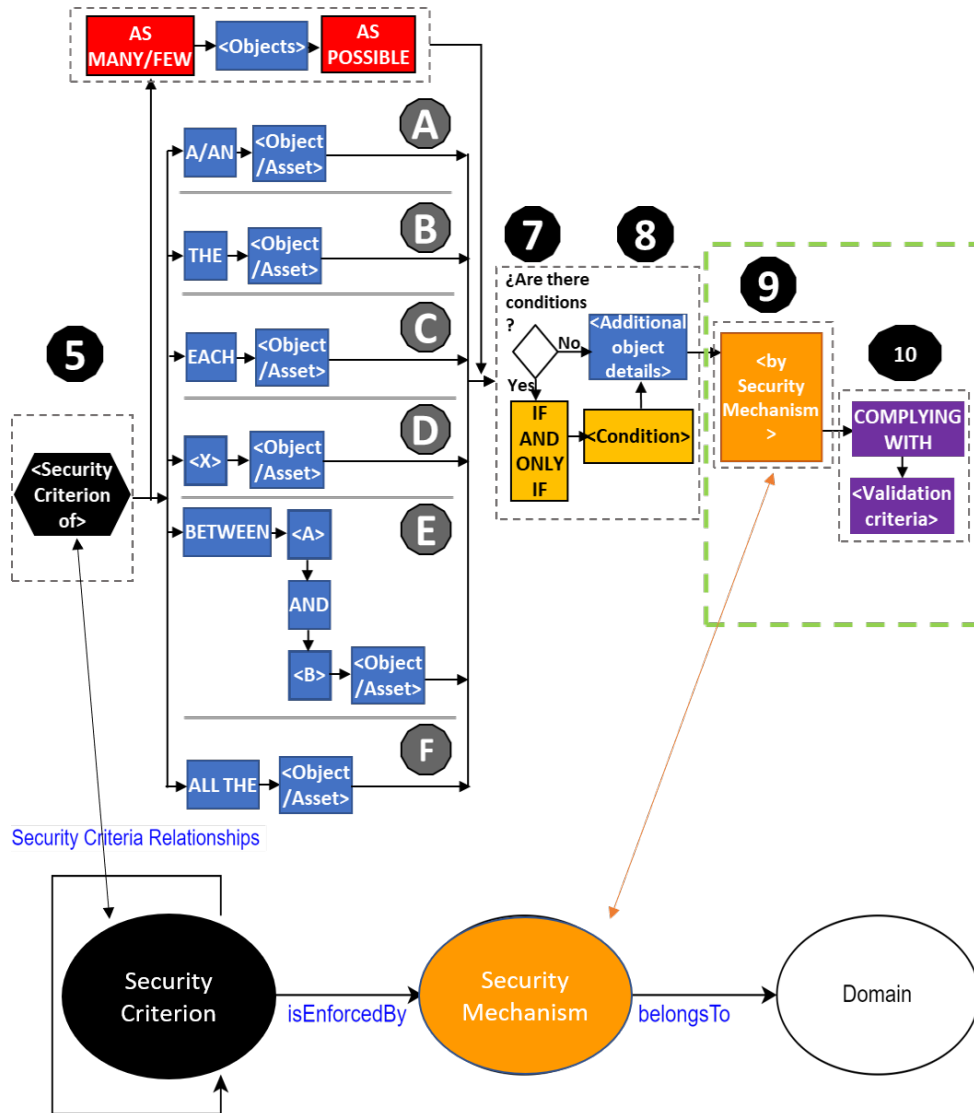 AS
MANY/FEW
<Objects>
AS
POSSIBLE
A
A/AN
<Object
/Asset>
B
THE
<Object
/Asset>
7
8
¿Are there
conditions
?
No
Yes
<Additional
object
details>
IF
AND
ONLY
IF
<Condition>
9
<by
Security
Mechanism
>
10
COMPLYING
WITH
<Validation
criteria>
C
EACH
<Object
/Asset>
5
<Security
Criterion
of>
D
<X>
<Object
/Asset>
E
BETWEEN
<A>
AND
<B>
<Object
/Asset>
F
ALL THE
<Object
/Asset>
Security Criteria Relationships
Security
Criterion
isEnforcedBy
Security
Mechanism
belongsTo
Domain